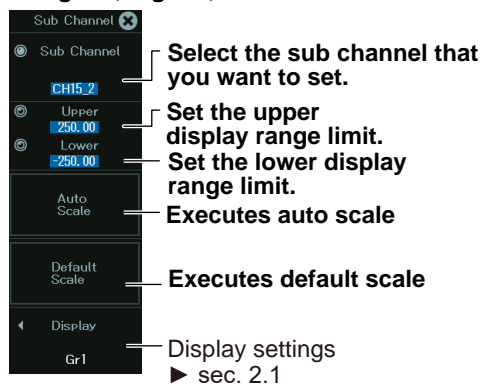 Sub Channel
Sub Channel
CH15_2
Select the sub channel that
you want to set.
Upper
250.00
Set the upper
display range limit.
Lower
-250.00
Set the lower display
range limit.
Auto
Scale
Executes auto scale
Default
Scale
Executes default scale
Display
Gr1
Display settings
► sec. 2.1